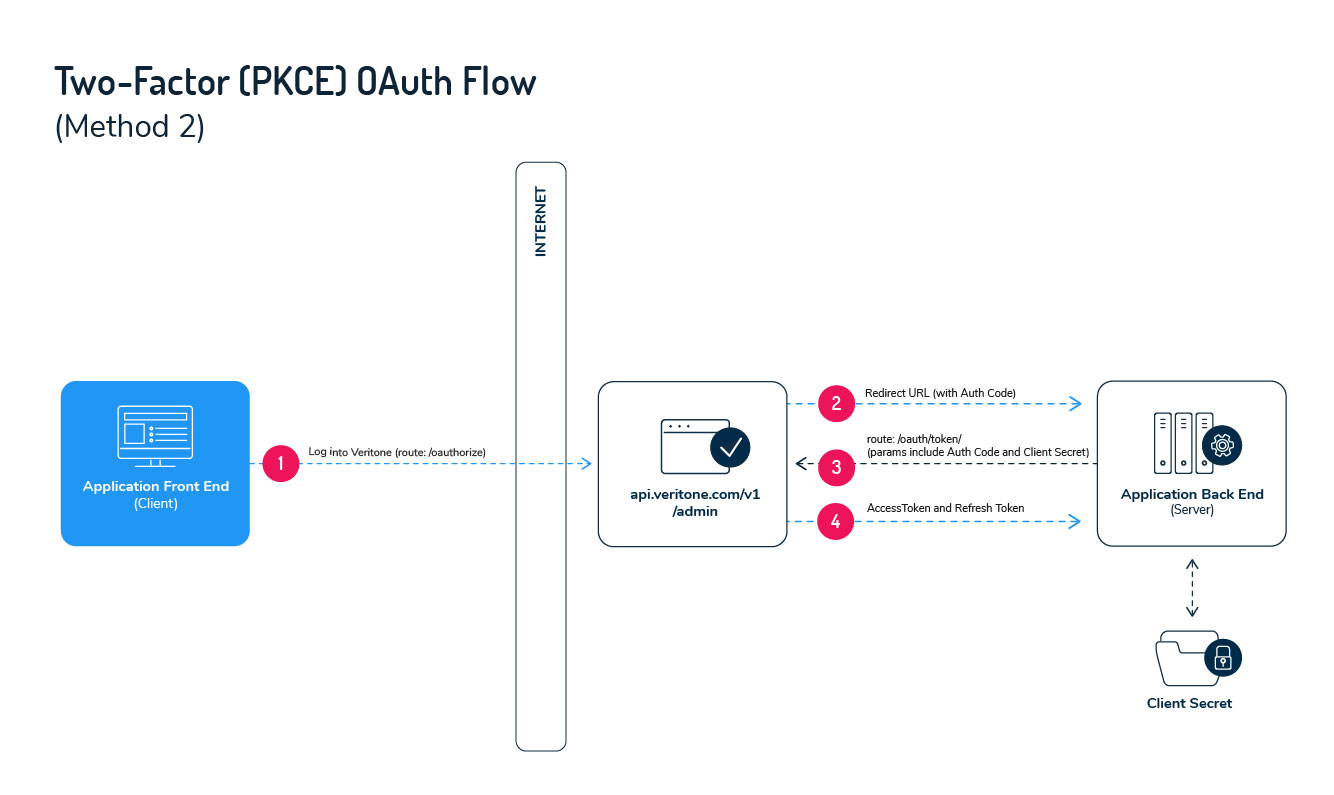 Two-Factor (PKCE) OAuth Flow
(Method 2)
INTERNET
Application Front End
(Client)
1
Log into Veritone (route: /oauthorize)
api.veritone.com/v1
/admin
2
Redirect URL (with Auth Code)
3
route: /oauth/token/
(params include Auth Code and Client Secret)
4
AccessToken and Refresh Token
Application Back End
(Server)
Client Secret